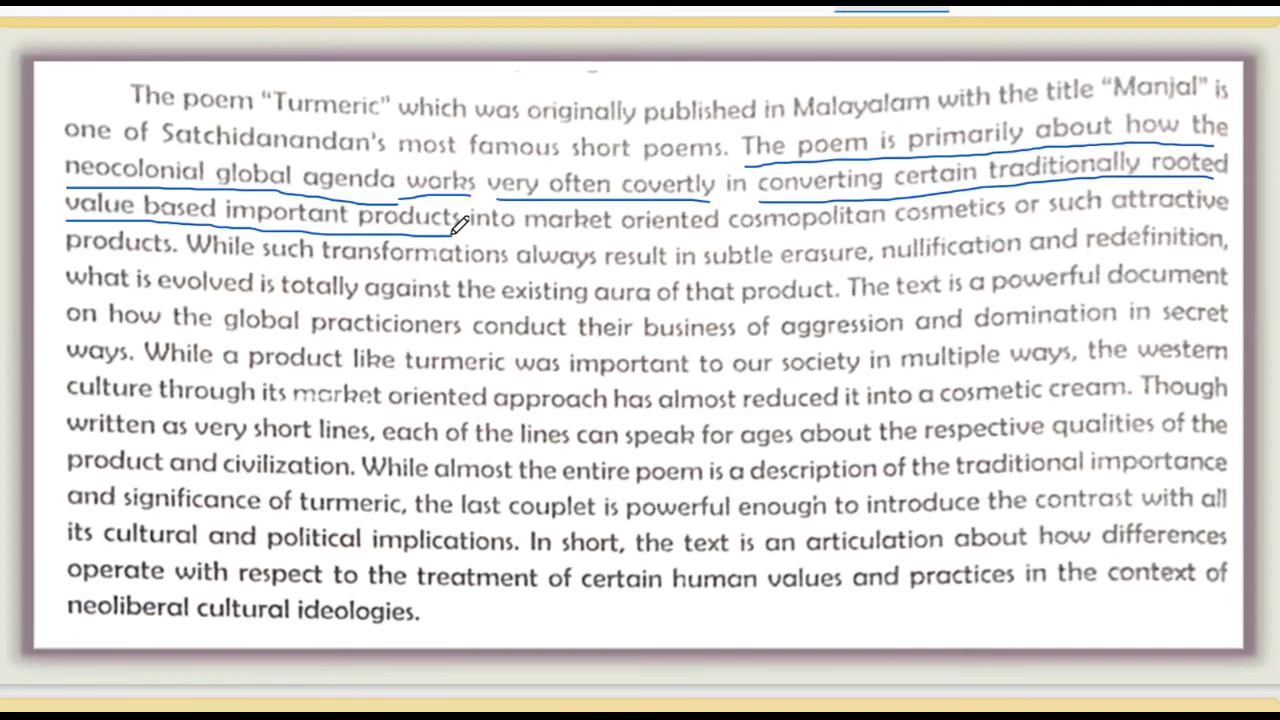 The poem “Turmeric” which was originally published in Malayalam with the title “Manjal” is
one of Satchidanandan's most famous short poems. The poem is primarily about how the
neocolonial global agenda works very often covertly in converting certain traditionally rooted
value based important products into market oriented cosmopolitan cosmetics or such attractive
products. While such transformations always result in subtle erasure, nullification and redefinition,
what is evolved is totally against the existing aura of that product. The text is a powerful document
on how the global practicioners conduct their business of aggression and domination in secret
ways. While a product like turmeric was important to our society in multiple ways, the western
culture through its market oriented approach has almost reduced it into a cosmetic cream. Though
written as very short lines, each of the lines can speak for ages about the respective qualities of the
product and civilization. While almost the entire poem is a description of the traditional importance
and significance of turmeric, the last couplet is powerful enough to introduce the contrast with all
its cultural and political implications. In short, the text is an articulation about how differences
operate with respect to the treatment of certain human values and practices in the context of
neoliberal cultural ideologies.